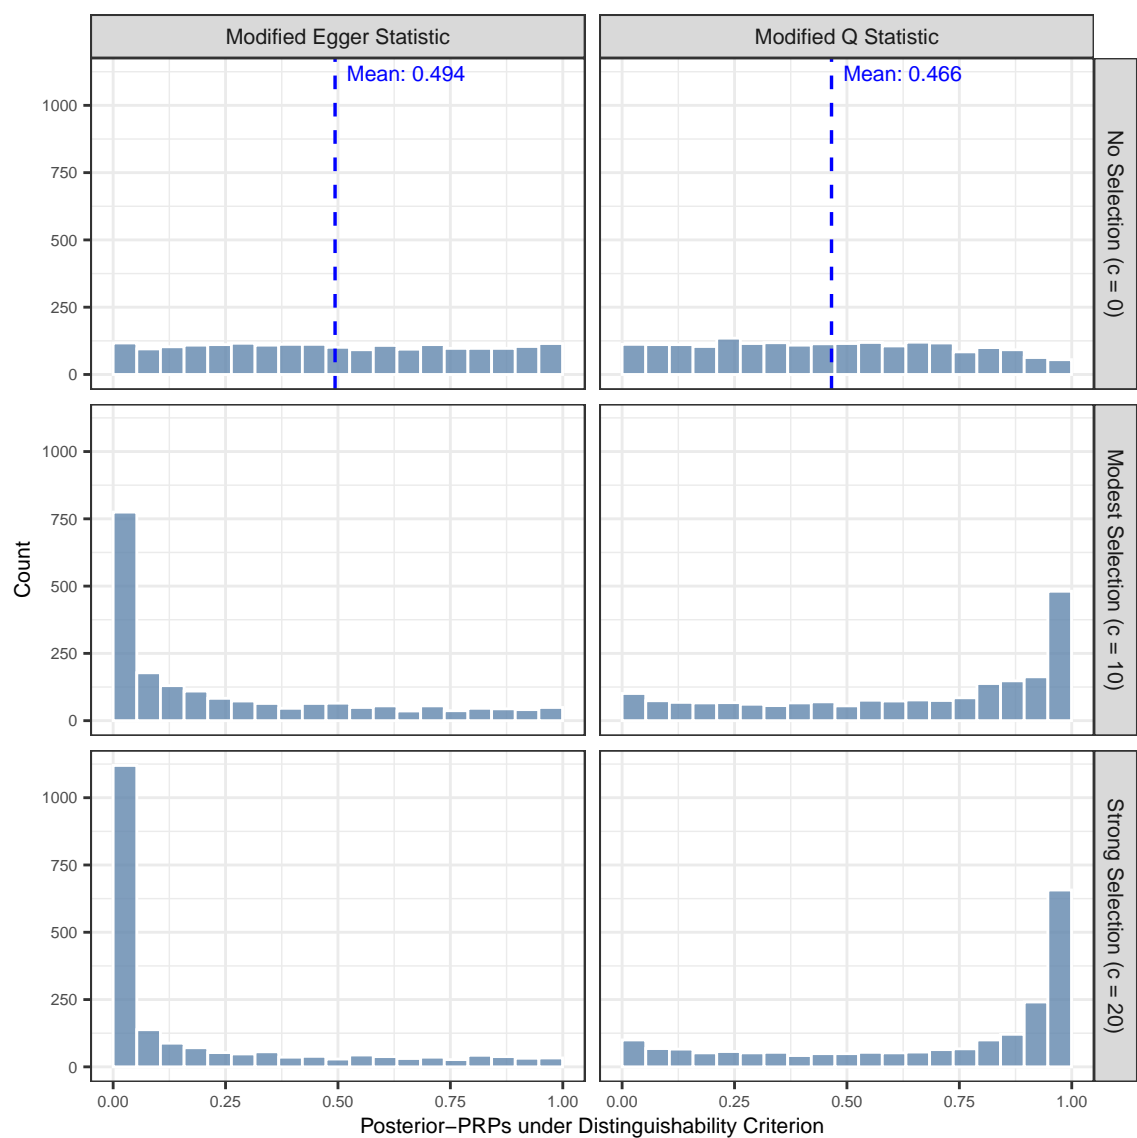 Modified Egger Statistic
Modified Q Statistic
Mean: 0.494
Mean: 0.466
1000
750
500
250
0
No Selection (c = 0)
1000
750
500
250
0
Modest Selection (c = 10)
1000
750
500
250
0
Strong Selection (c = 20)
Count
0.00 0.25 0.50 0.75 1.00
0.00 0.25 0.50 0.75 1.00
Posterior−PRPs under Distinguishability Criterion